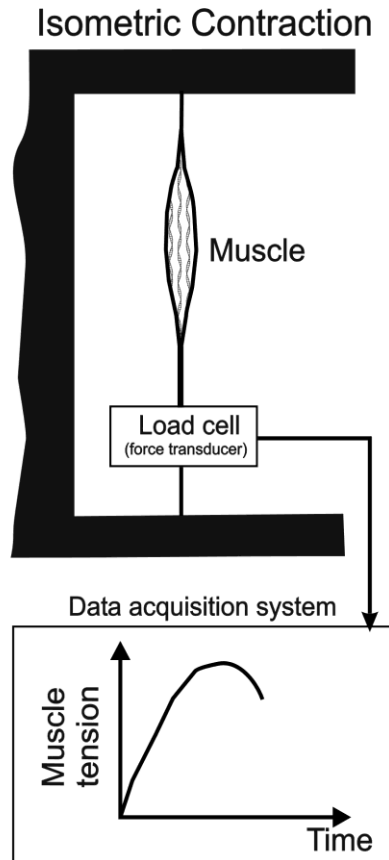 Isometric Contraction
Muscle
Load cell
(force transducer)
Data acquisition system
Muscle
tension
Time